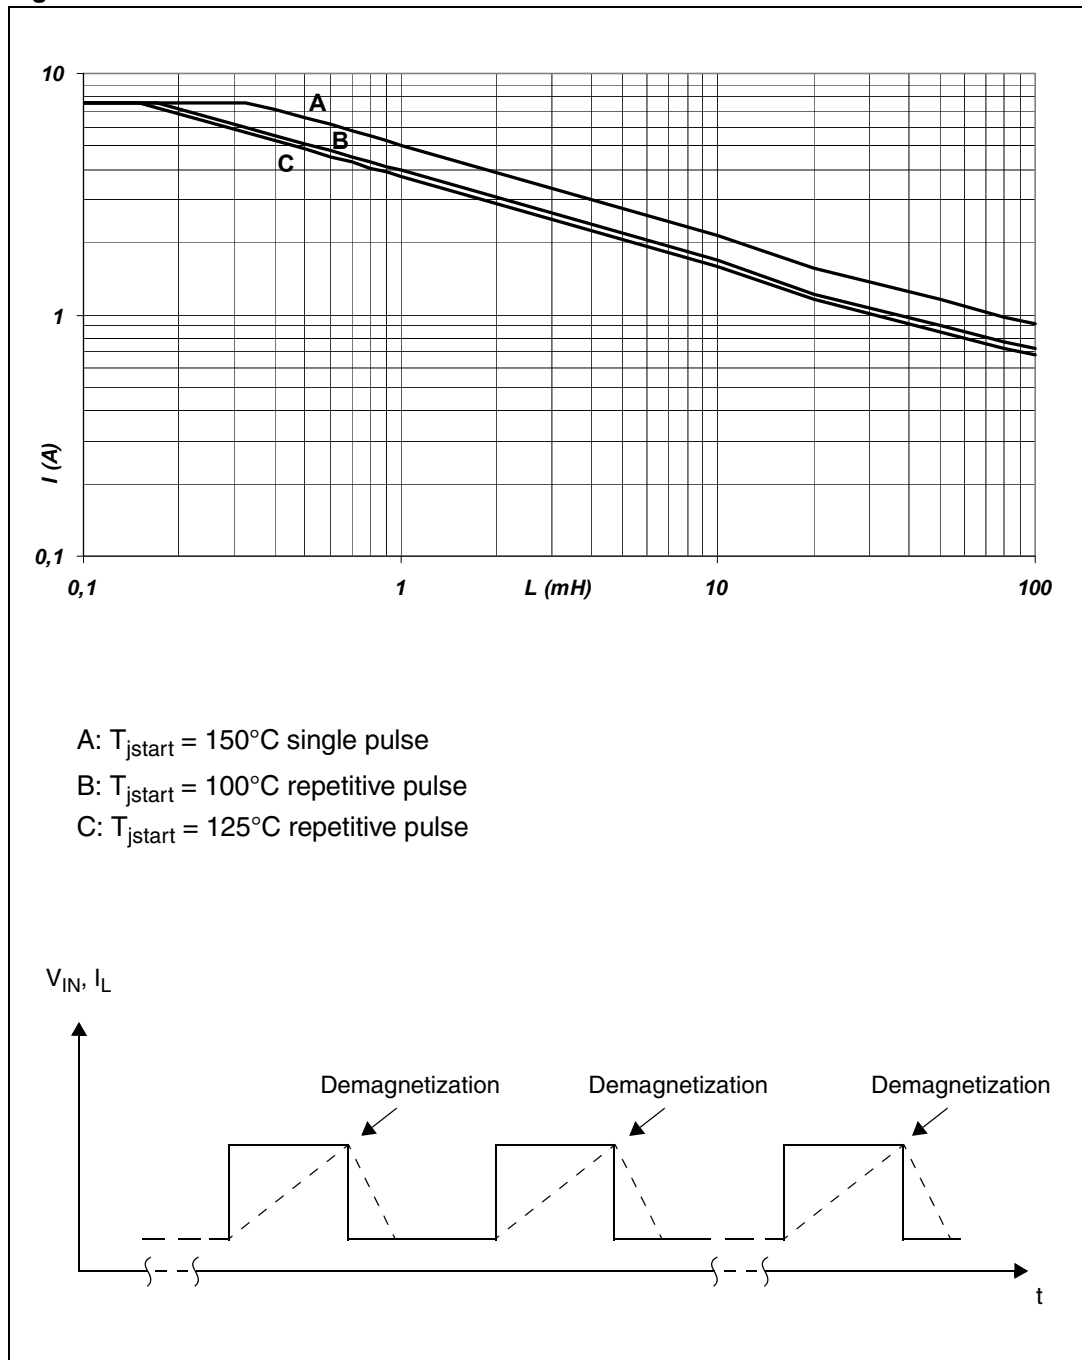 10
A
B
C
1
I (A)
0,1
0,1 1 L (mH) 10 100
A: Tjstart = 150°C single pulse
B: Tjstart = 100°C repetitive pulse
C: Tjstart = 125°C repetitive pulse
VIN, IL
Demagnetization Demagnetization Demagnetization
t